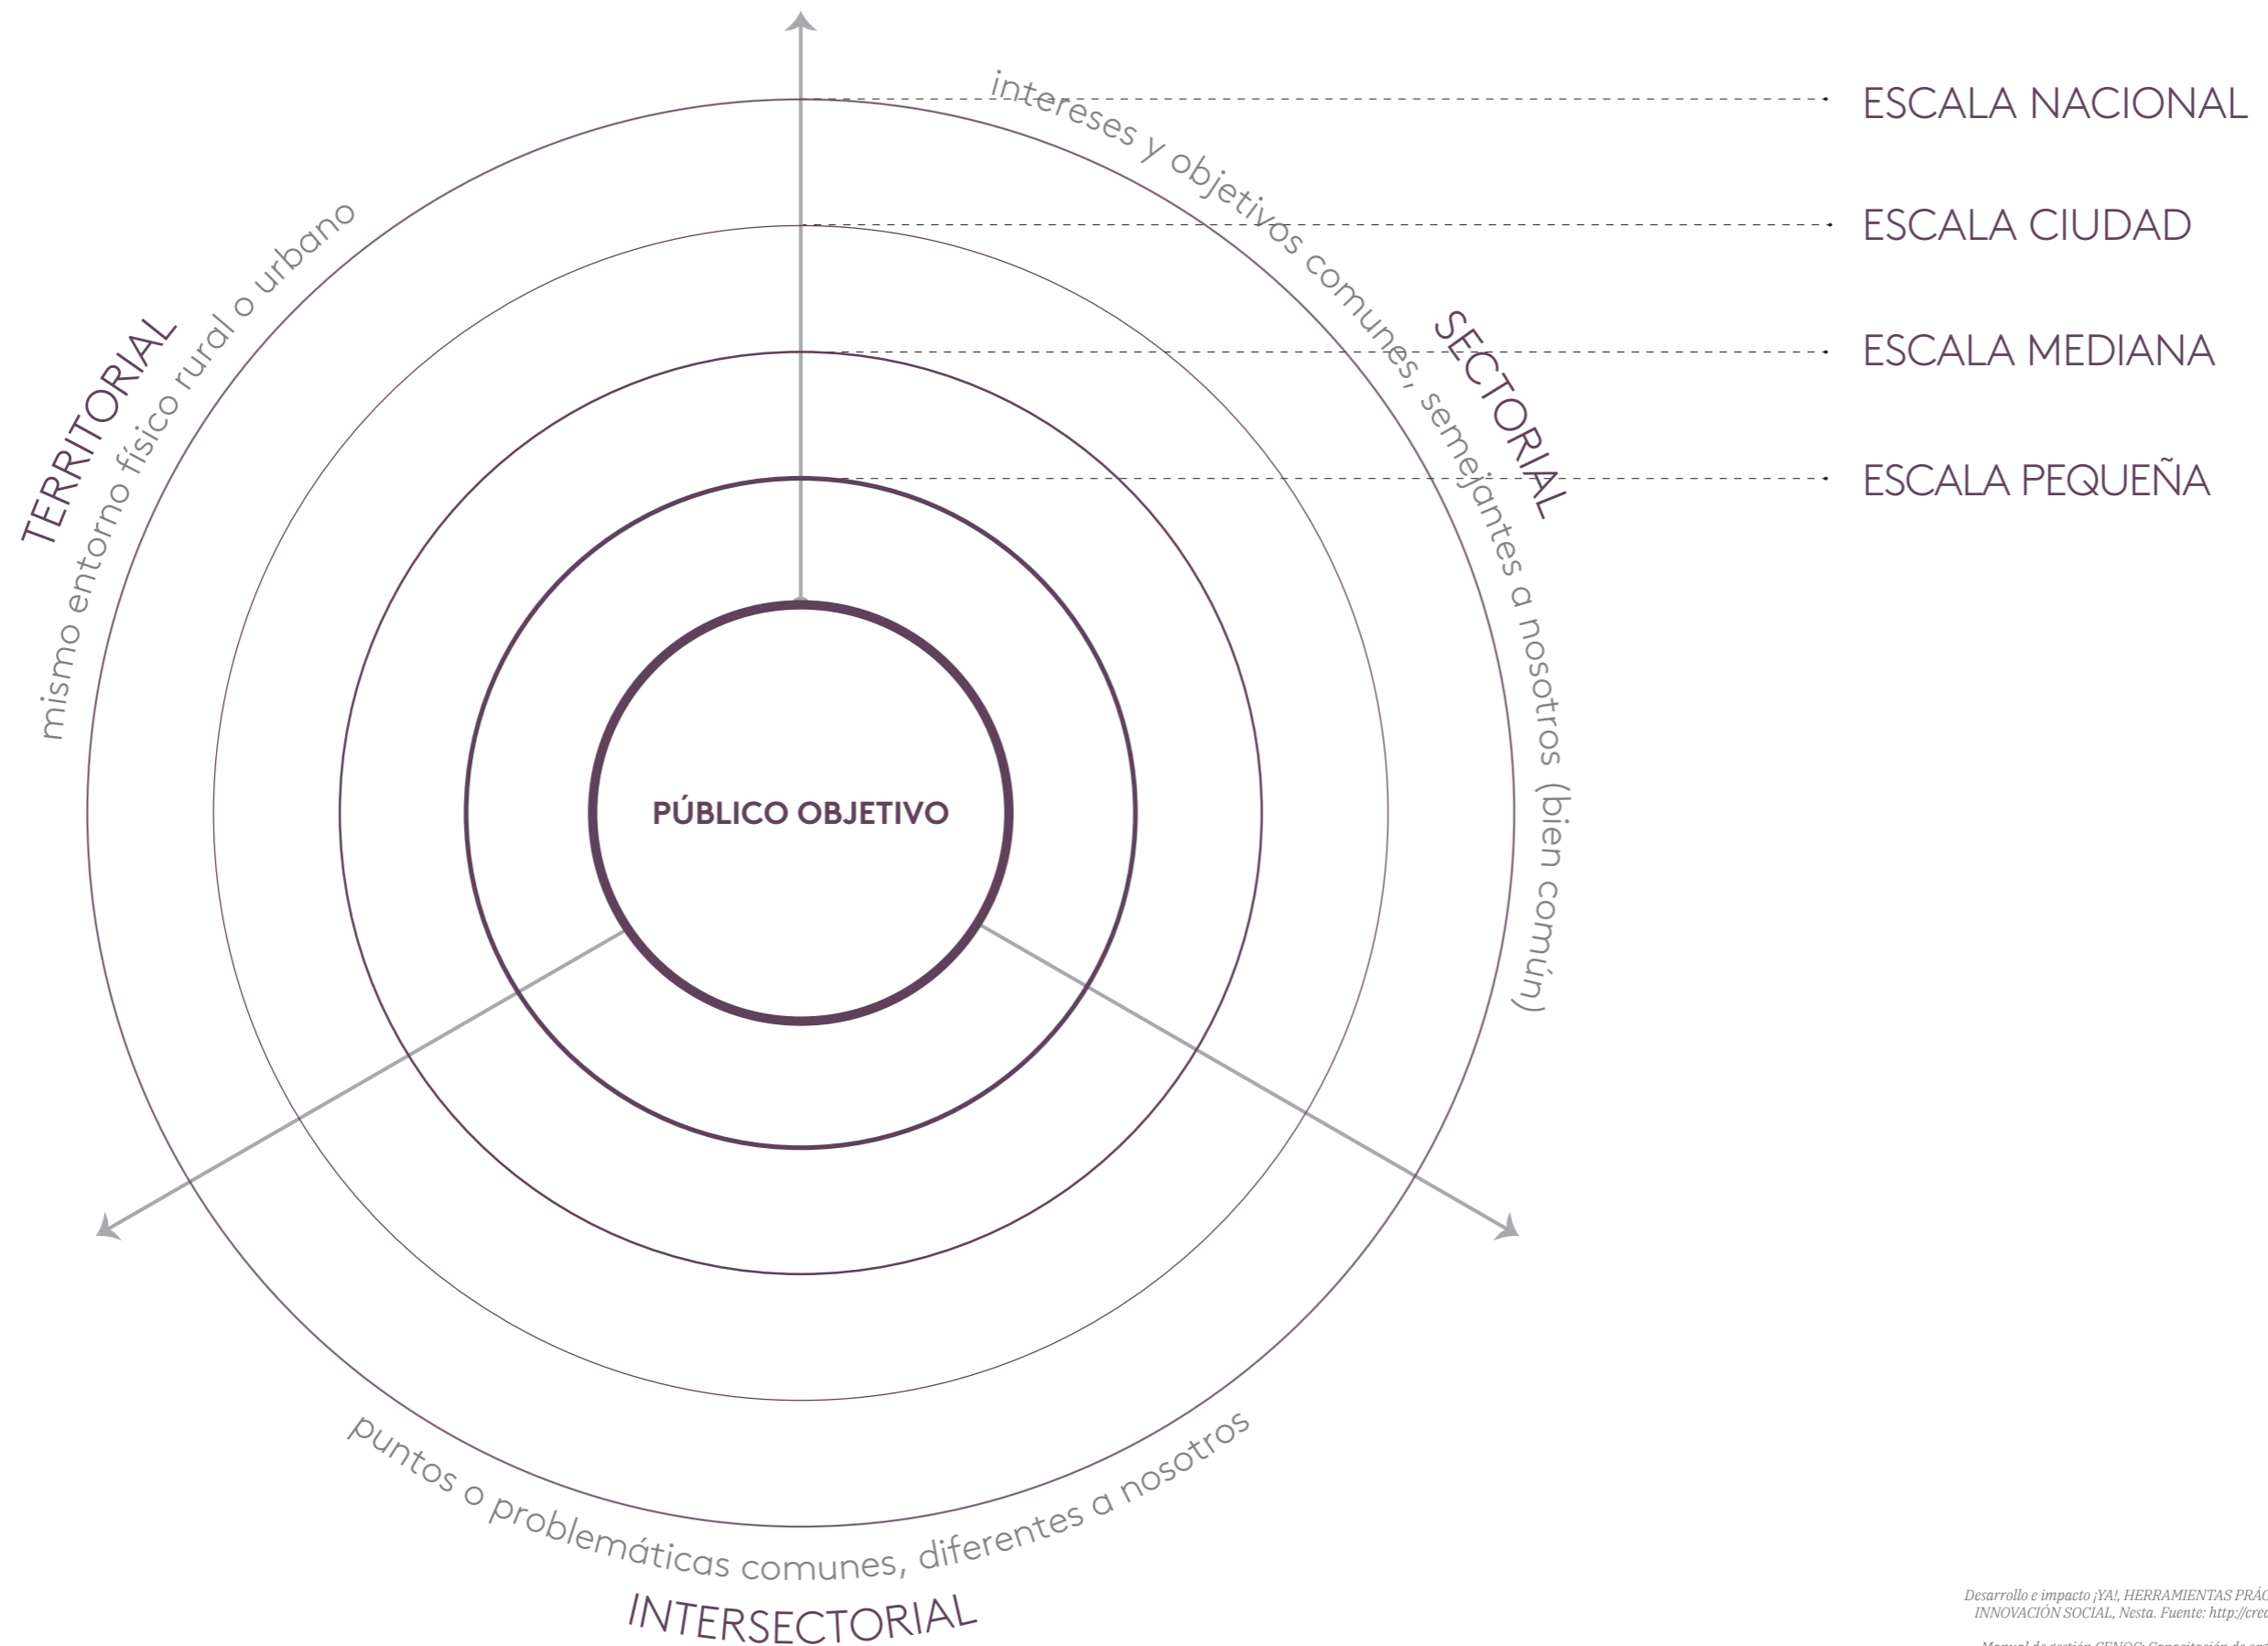 ESCALA NACIONAL
ESCALA CIUDAD
ESCALA MEDIANA
ESCALA PEQUEÑA
TERRITORIAL
mismo entorno físico rural o urbano
intereses y objetivos comunes, semejantes a nosotros (bien común)
SECTORIAL
PÚBLICO OBJETIVO
puntos o problemáticas comunes, diferentes a nosotros
INTERSECTORIAL
Desarrollo e impacto ¡YA!, HERRAMIENTAS
INNOVACIÓN SOCIAL, Nesta. Fuente: